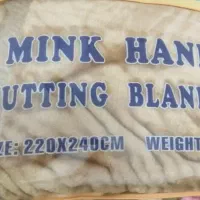 MINK HAN
UTTING BLAN
ZE: 220X240CM WEIGHT